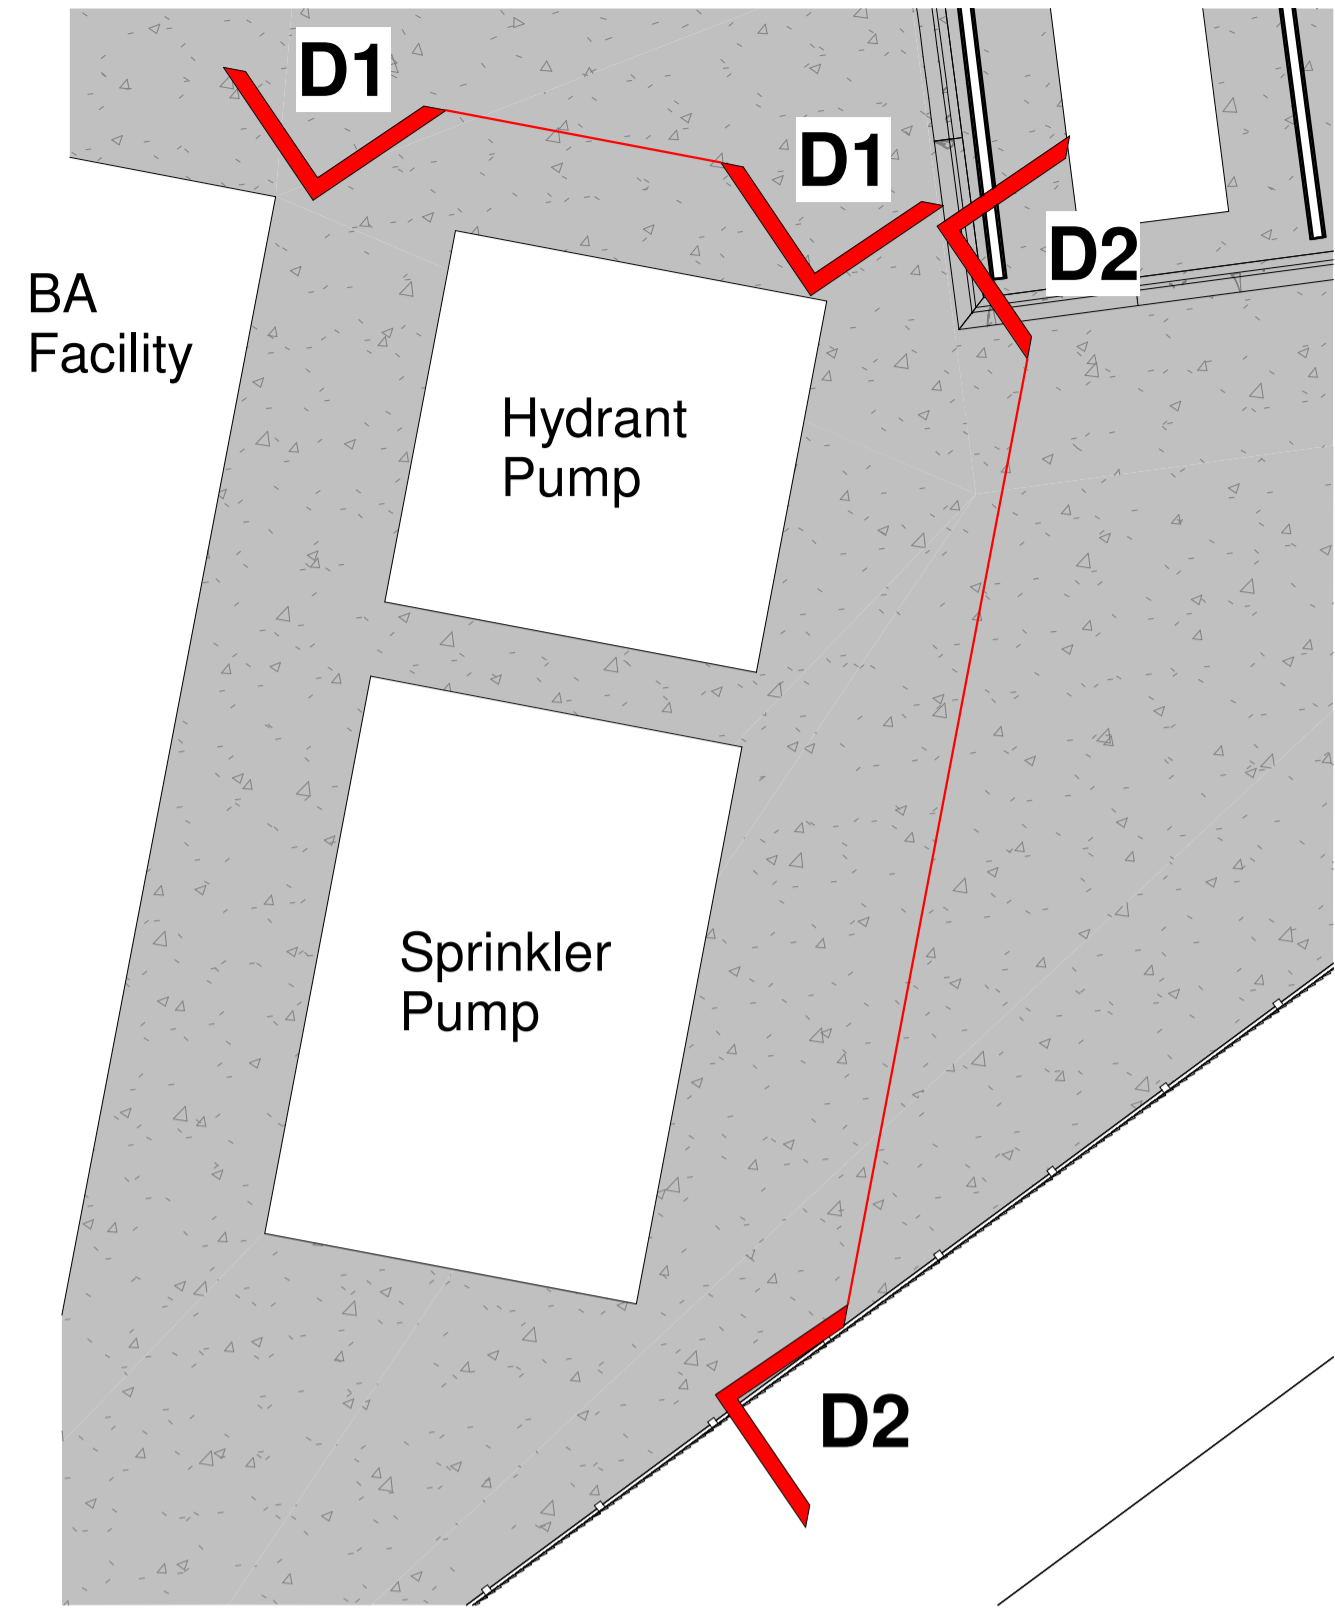 D1
D1
D2
BA
Facility
Hydrant
Pump
Sprinkler
Pump
D2